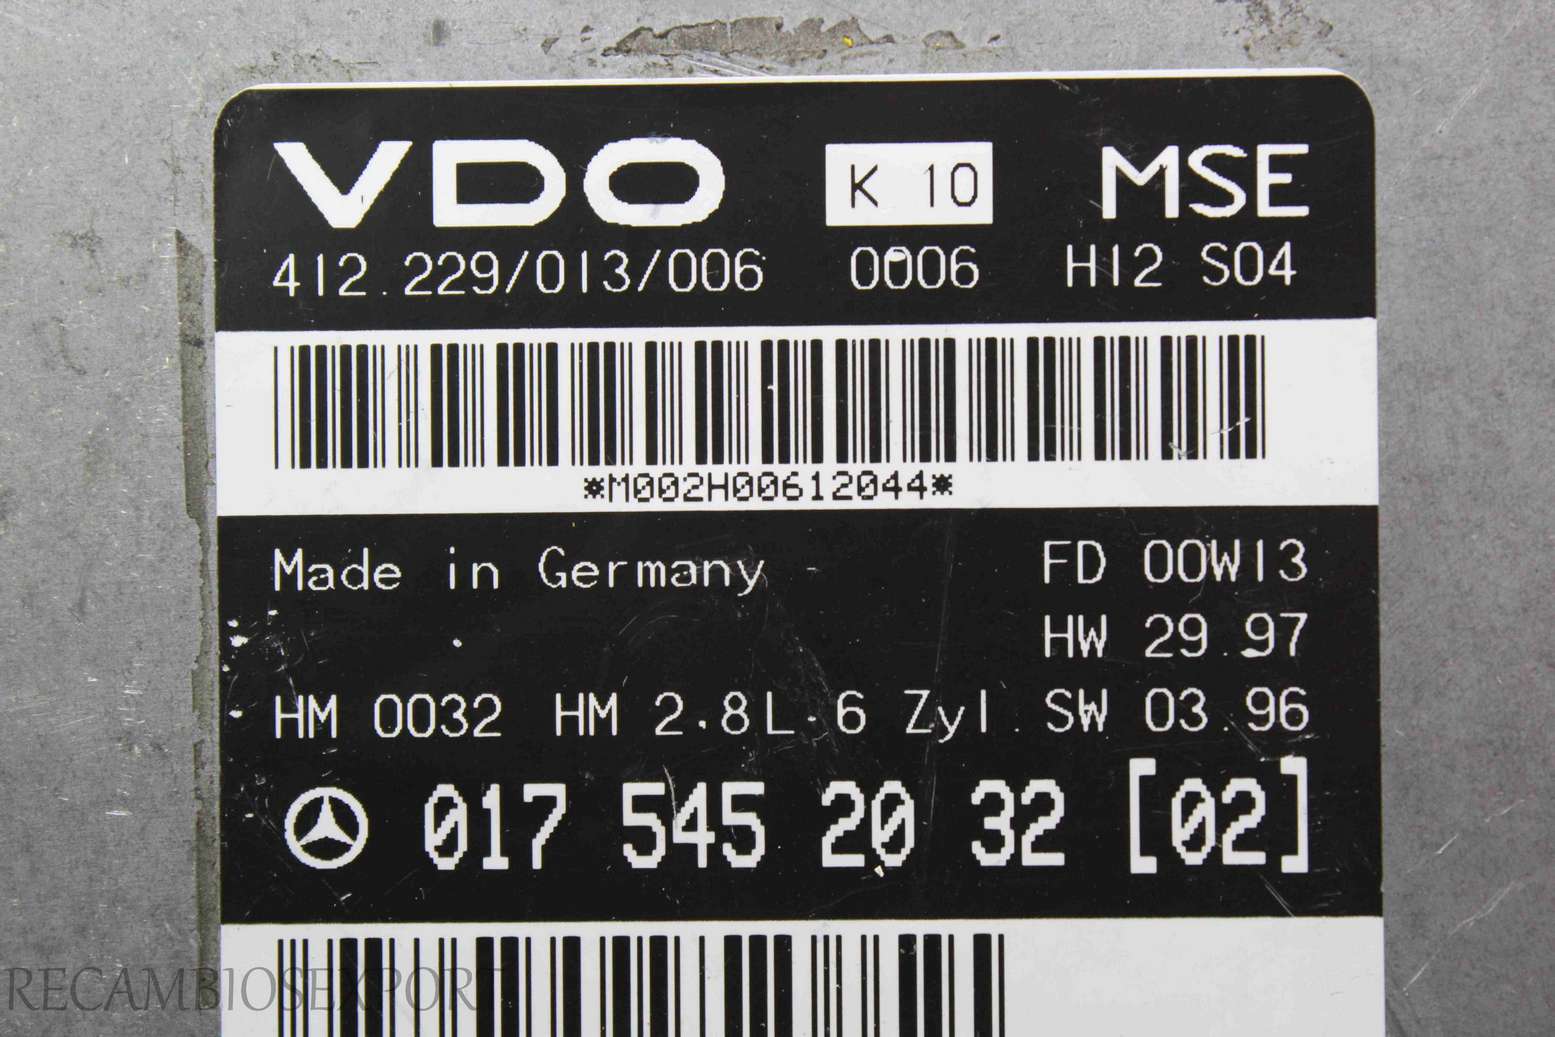 VDO K 10 MSE
412.229/013/006 0006 H12 S04
*M002H00612044*
Made in Germany FD 00W13
HW 29.97
HM 0032 HM 2.8L.6 Zyl. SW 03.96
017 545 20 32 [02]
RECAMBIOSEXPORT